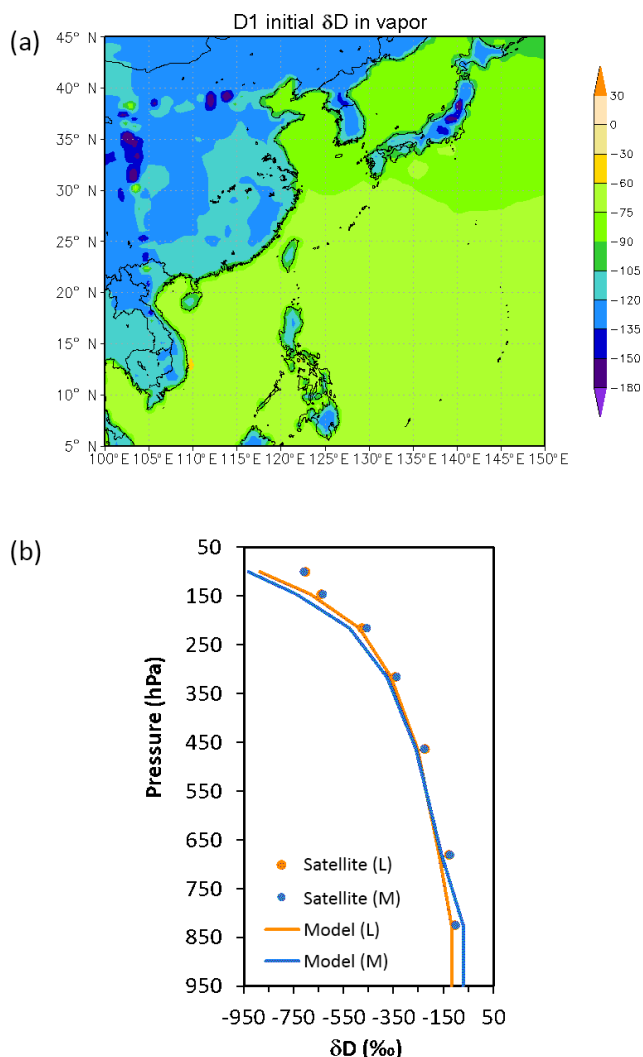 (a)
D1 initial δD in vapor
45° N
40° N
35° N
30° N
25° N
20° N
15° N
10° N
5° N
100°E 105°E 110°E 115°E 120°E 125°E 130°E 135°E 140°E 145°E 150°E
30
0
-30
-60
-75
-90
-105
-120
-135
-150
-180
(b)
50
150
250
350
450
550
650
750
850
950
Pressure (hPa)
Satellite (L)
Satellite (M)
Model (L)
Model (M)
-950 -750 -550 -350 -150 50
δD (‰)